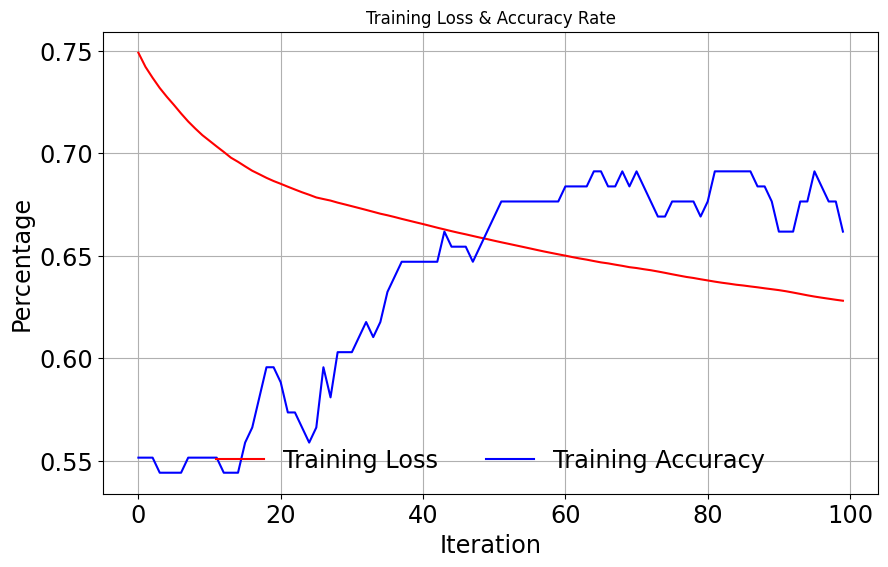 Training Loss & Accuracy Rate
Percentage
0.75
0.70
0.65
0.60
0.55
Training Loss Training Accuracy
0 20 40 60 80 100
Iteration